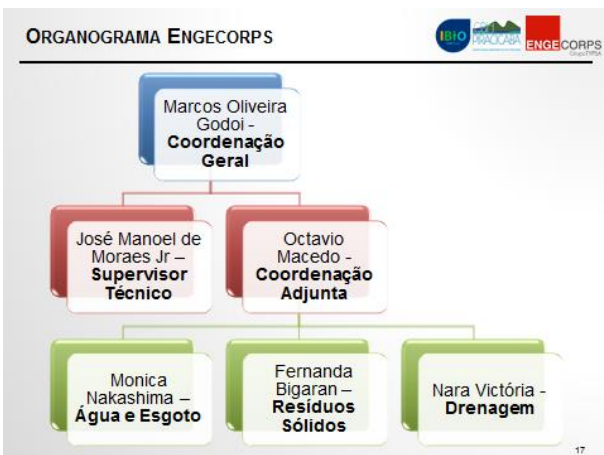 ORGANOGRAMA ENGECORPS
IBIO
PIRACICABA
ENGECORPS
Marcos Oliveira
Godoi -
Coordenação
Geral
José Manoel de
Moraes Jr –
Supervisor
Técnico
Octavio
Macedo -
Coordenação
Adjunta
Monica
Nakashima –
Água e Esgoto
Fernanda
Bigaran –
Resíduos
Sólidos
Nara Victória -
Drenagem
17